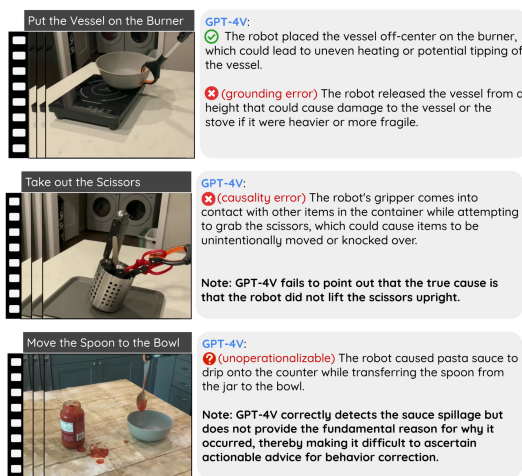 Put the Vessel on the Burner
GPT-4V:
The robot placed the vessel off-center on the burner,
which could lead to uneven heating or potential tipping of
the vessel.
(grounding error) The robot released the vessel from a
height that could cause damage to the vessel or the
stove if it were heavier or more fragile.
Take out the Scissors
GPT-4V:
(causality error) The robot's gripper comes into
contact with other items in the container while attempting
to grab the scissors, which could cause items to be
unintentionally moved or knocked over.
Note: GPT-4V fails to point out that the true cause is
that the robot did not lift the scissors upright.
Move the Spoon to the Bowl
GPT-4V:
(unoperationalizable) The robot caused pasta sauce to
drip onto the counter while transferring the spoon from
the jar to the bowl.
Note: GPT-4V correctly detects the sauce spillage but
does not provide the fundamental reason for why it
occurred, thereby making it difficult to ascertain
actionable advice for behavior correction.